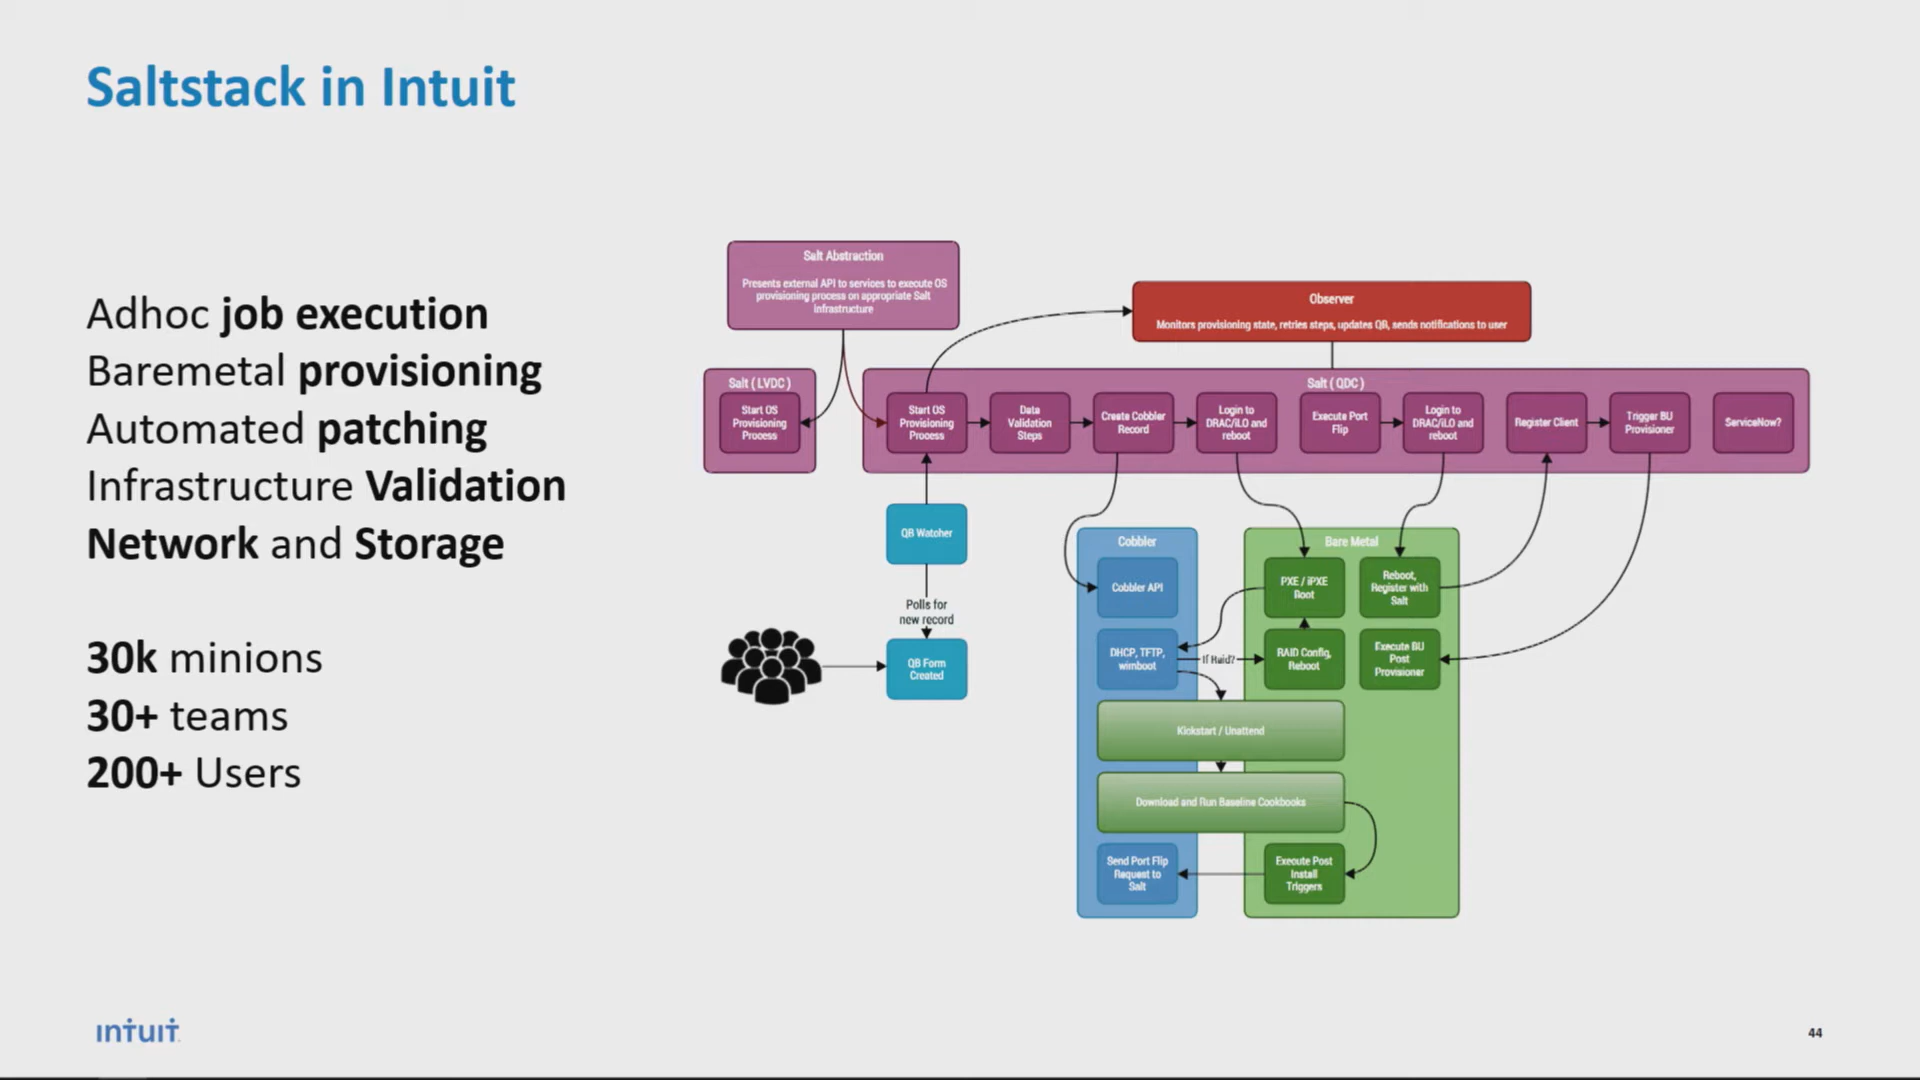 Saltstack in Intuit
Adhoc job execution
Baremetal provisioning
Automated patching
Infrastructure Validation
Network and Storage
30k minions
30+ teams
200+ Users
Salt Abstraction
Presents external API to services to execute OS
provisioning process on appropriate Salt
infrastructure
Observer
Monitors provisioning state, retries steps, updates QB, sends notifications to user
Salt ( LVDC )
Start OS
Provisioning
Process
Salt ( QDC )
Start OS
Provisioning
Process
Data
Validation
Steps
Create Cobbler
Record
Login to
DRAC/iLO and
reboot
Execute Port
Flip
Login to
DRAC/iLO and
reboot
Register Client
Trigger BU
Provisioner
ServiceNow?
QB Watcher
Polls for
new record
QB Form
Created
Cobbler
Cobbler API
DHCP, TFTP,
wimboot
If Raid?
Bare Metal
PXE / iPXE
Boot
Reboot,
Register with
Salt
RAID Config,
Reboot
Execute BU
Post
Provisioner
Kickstart / Unattend
Download and Run Baseline Cookbooks
Send Port Flip
Request to
Salt
Execute Post
Install
Triggers
INTUIT
44